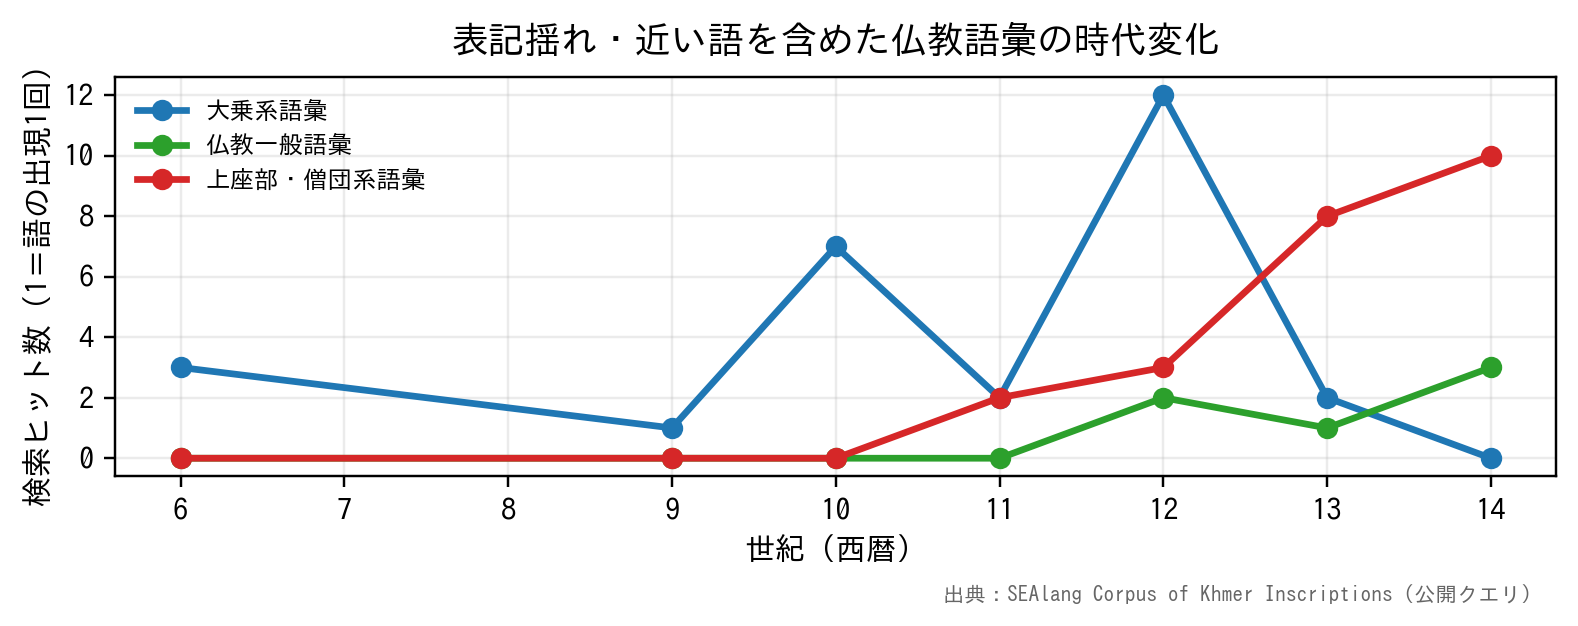 表記揺れ・近い語を含めた仏教語彙の時代変化
検索ヒット数（1＝語の出現1回）
12
10
8
6
4
2
0
大乗系語彙
仏教一般語彙
上座部・僧団系語彙
6 7 8 9 10 11 12 13 14
世紀（西暦）
出典：SEAlang Corpus of Khmer Inscriptions（公開クエリ）